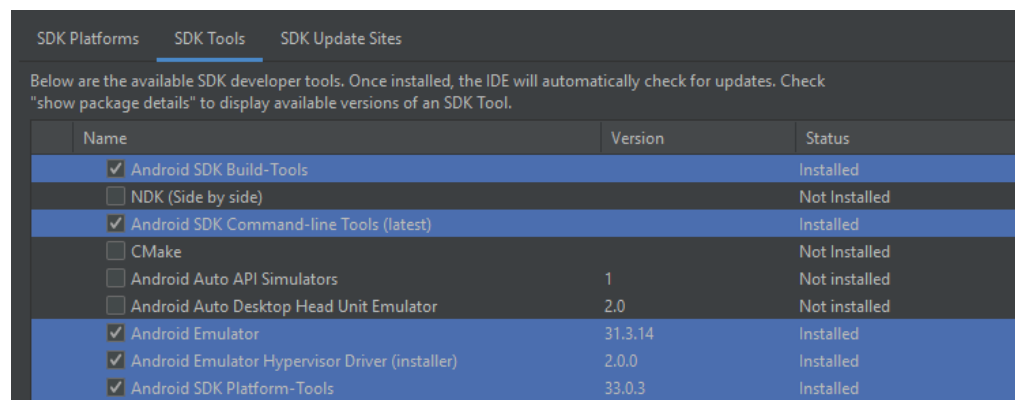 SDK Platforms SDK Tools SDK Update Sites
Below are the available SDK developer tools. Once installed, the IDE will automatically check for updates. Check
"show package details" to display available versions of an SDK Tool.
Name Version Status
Android SDK Build-Tools Installed
NDK (Side by side) Not Installed
Android SDK Command-line Tools (latest) Installed
CMake Not Installed
Android Auto API Simulators 1 Not installed
Android Auto Desktop Head Unit Emulator 2.0 Not installed
Android Emulator 31.3.14 Installed
Android Emulator Hypervisor Driver (installer) 2.0.0 Installed
Android SDK Platform-Tools 33.0.3 Installed